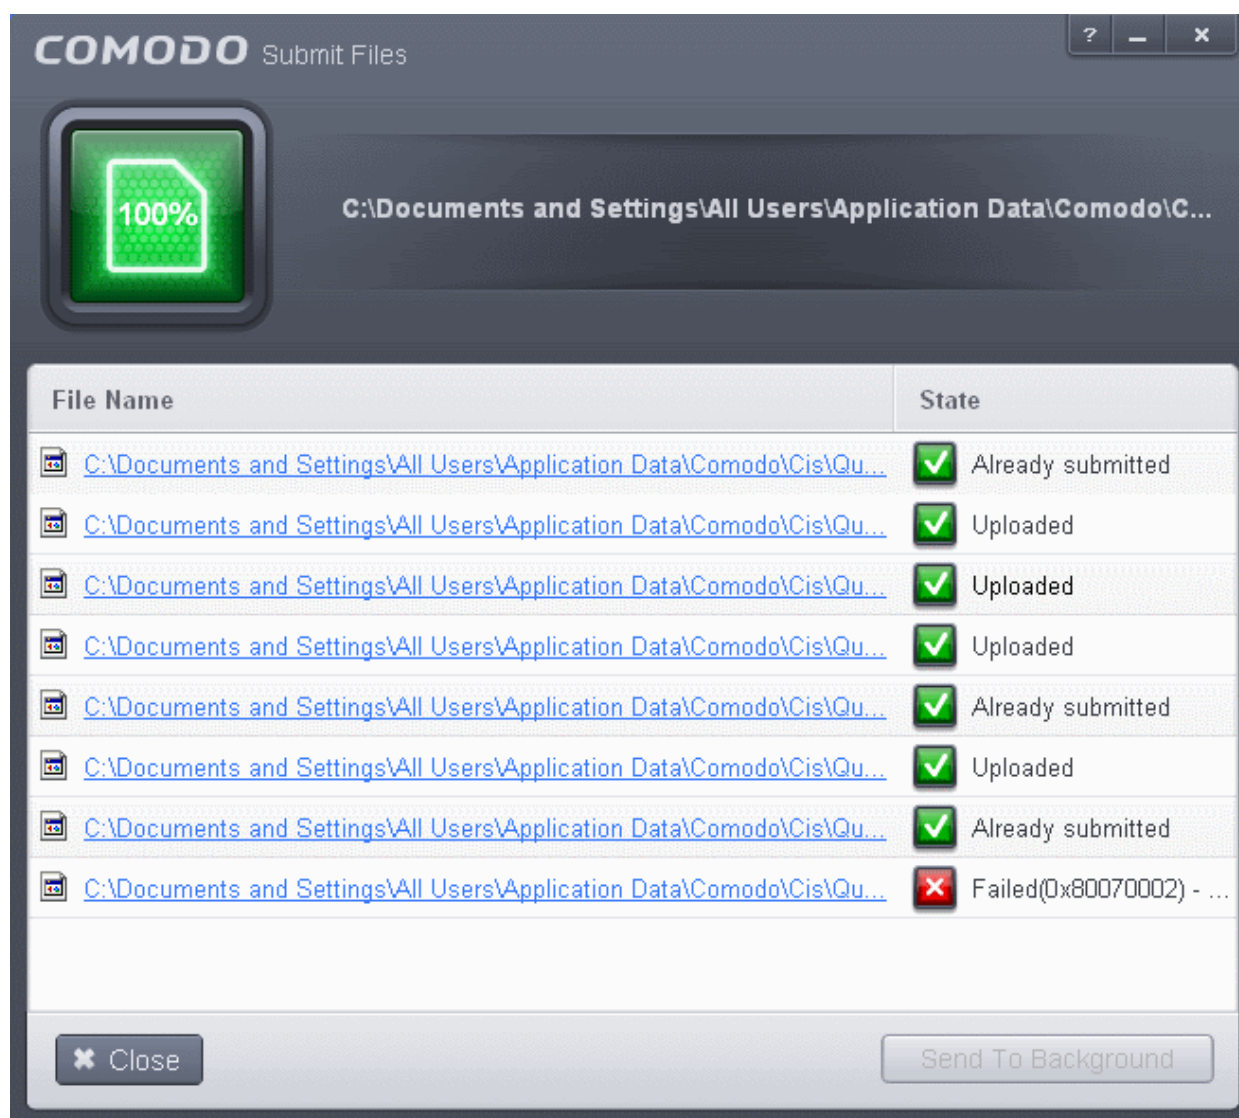 COMODO Submit Files
?
100%
C:\Documents and Settings\All Users\Application Data\Comodo\C...
File Name State
C:\Documents and Settings\All Users\Application Data\Comodo\Cis\Qu... Already submitted
C:\Documents and Settings\All Users\Application Data\Comodo\Cis\Qu... Uploaded
C:\Documents and Settings\All Users\Application Data\Comodo\Cis\Qu... Uploaded
C:\Documents and Settings\All Users\Application Data\Comodo\Cis\Qu... Uploaded
C:\Documents and Settings\All Users\Application Data\Comodo\Cis\Qu... Already submitted
C:\Documents and Settings\All Users\Application Data\Comodo\Cis\Qu... Uploaded
C:\Documents and Settings\All Users\Application Data\Comodo\Cis\Qu... Already submitted
C:\Documents and Settings\All Users\Application Data\Comodo\Cis\Qu... Failed(0x80070002) - ...
Close Send To Background